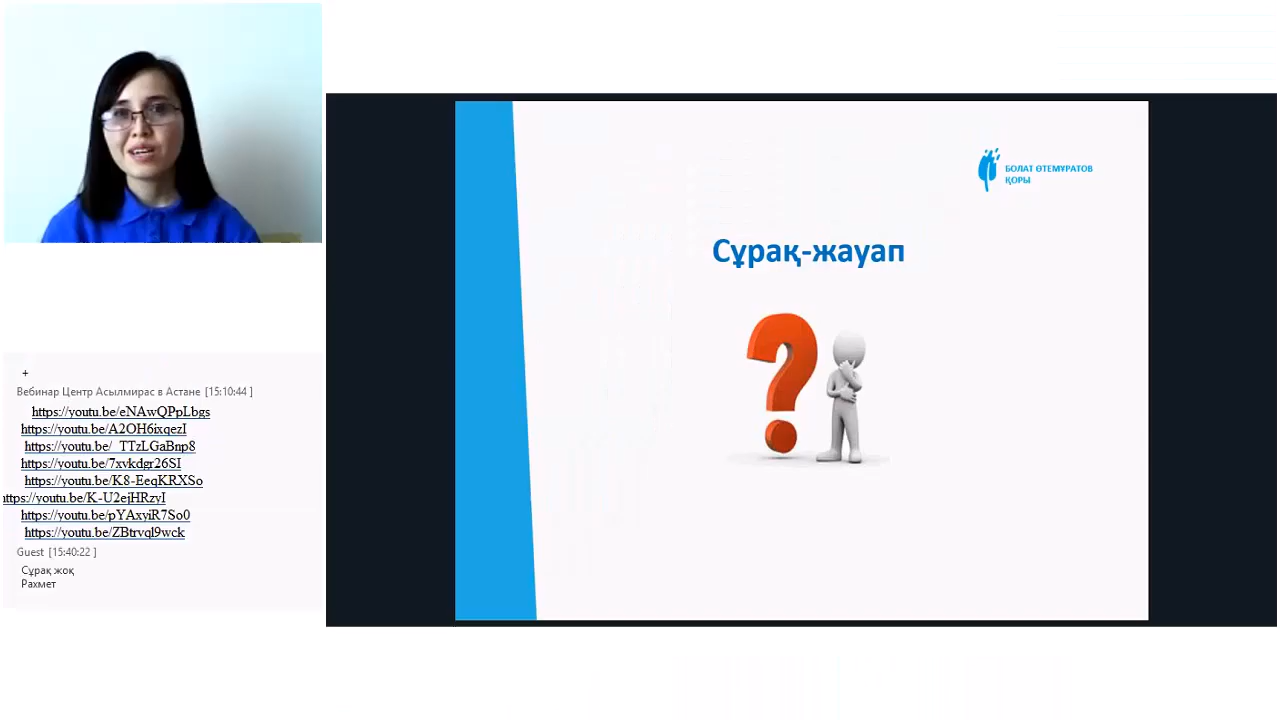 БОЛАТ ӨТЕМҰРАТОВ
ҚОРЫ
Сұрақ-жауап
+
Вебинар Центр Асылмирас в Астане [15:10:44 ]
https://youtu.be/eNAwQPpLbgs
https://youtu.be/A2OH6ixqezI
https://youtu.be/_TTzLGaBnp8
https://youtu.be/7xvkdgr26SI
https://youtu.be/K8-EeqKRXSo
https://youtu.be/K-U2ejHRzyI
https://youtu.be/pYAxyiR7So0
https://youtu.be/ZBtrvql9wck
Guest [15:40:22 ]
Сұрақ жоқ
Рахмет